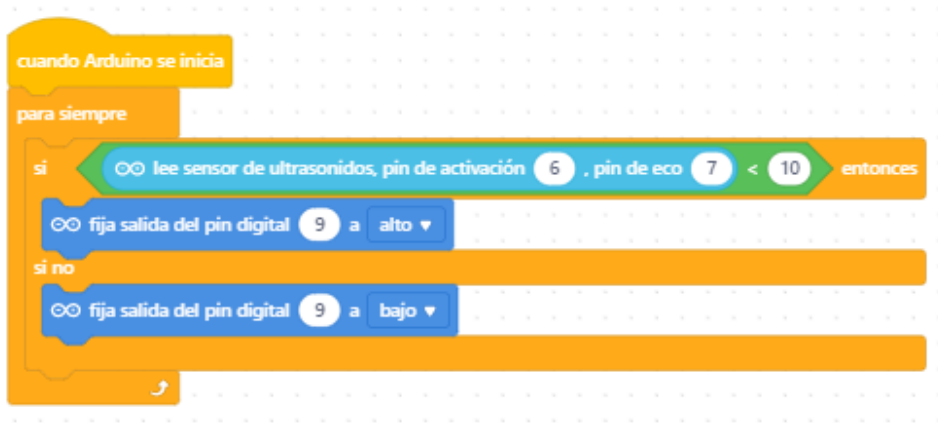 cuando Arduino se inicia
para siempre
si lee sensor de ultrasonidos, pin de activación 6 , pin de eco 7 < 10 entonces
fija salida del pin digital 9 a alto
si no
fija salida del pin digital 9 a bajo